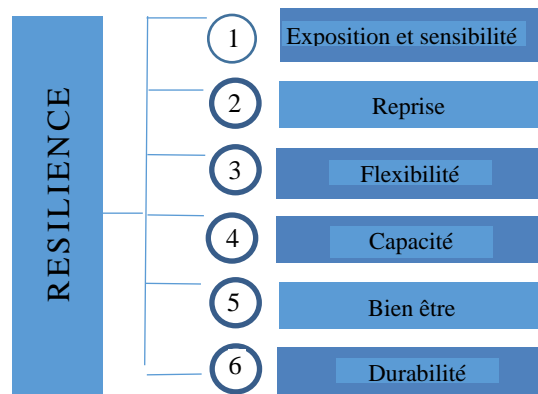 RESILIENCE
1 Exposition et sensibilité
2 Reprise
3 Flexibilité
4 Capacité
5 Bien être
6 Durabilité